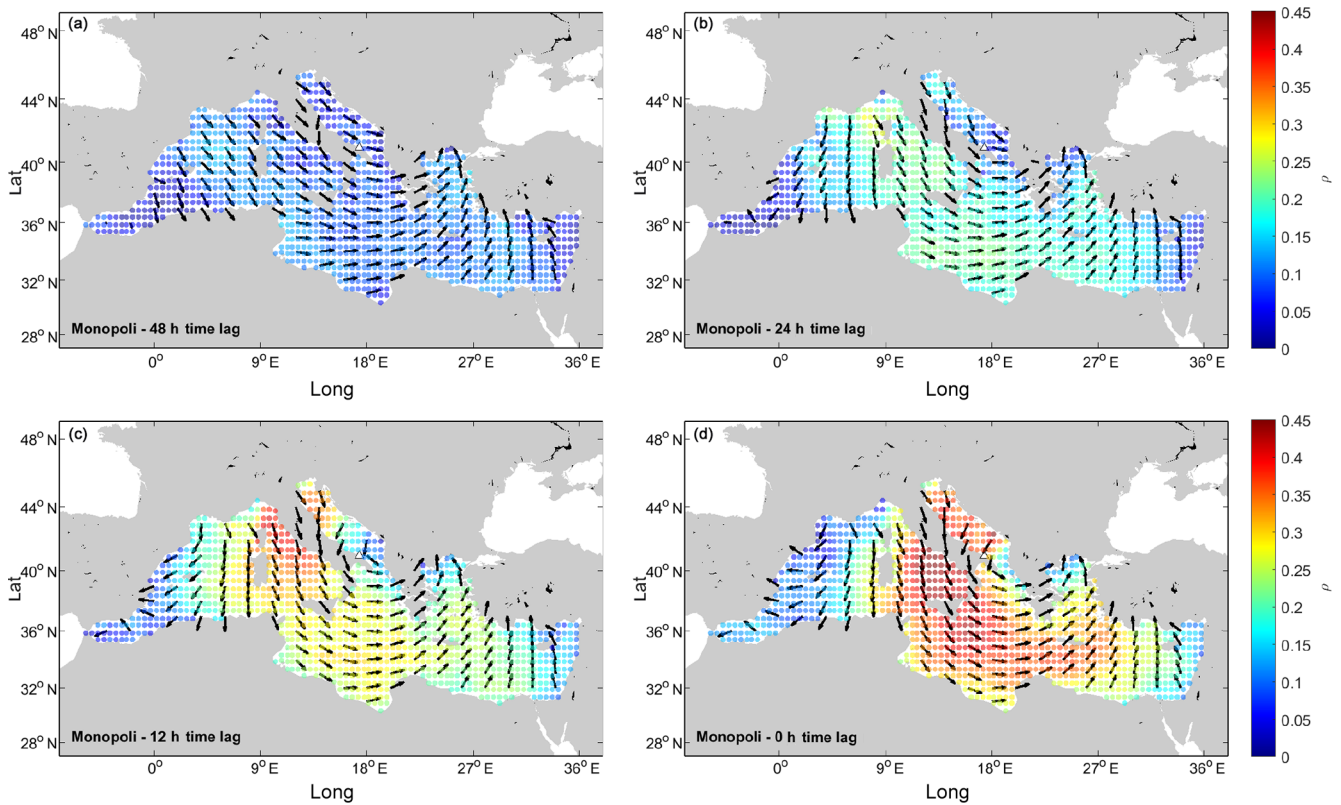 (a)
48° N
44°
40° N
36° N
32° N
28° N
Lat
0°
9° E
18° E
27° E
36° E
Long
Monopoli - 48 h time lag
(b)
48° N
44°
40° N
36° N
32° N
28° N
Lat
0°
9° E
18° E
27° E
36° E
Long
Monopoli - 24 h time lag
0.45
0.4
0.35
0.3
0.25
0.2
0.15
0.1
0.05
0
ρ
(c)
48° N
44° N
40° N
36° N
32° N
28° N
Lat
0°
9° E
18° E
27° E
36° E
Long
Monopoli - 12 h time lag
(d)
48° N
44° N
40° N
36° N
32° N
28° N
Lat
0°
9° E
18° E
27° E
36° E
Long
Monopoli - 0 h time lag
0.45
0.4
0.35
0.3
0.25
0.2
0.15
0.1
0.05
0
ρ